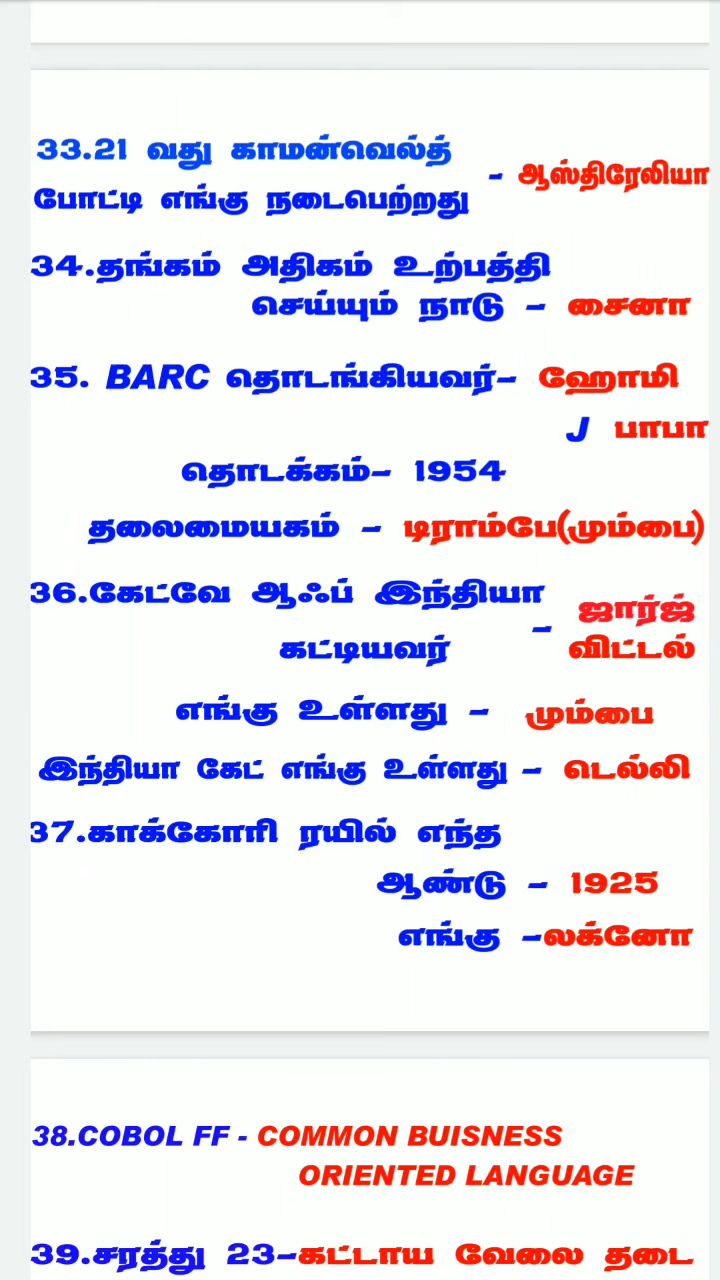 33.21 வது காமன்வெல்த்
போட்டி எங்கு நடைபெற்றது - ஆஸ்திரேலியா
34.தங்கம் அதிகம் உற்பத்தி
செய்யும் நாடு - சைனா
35. BARC தொடங்கியவர்- ஹோமி
J பாபா
தொடக்கம்- 1954
தலைமையகம் - டிராம்பே(மும்பை)
36.கேட்வே ஆஃப் இந்தியா
கட்டியவர் - ஜார்ஜ்
விட்டல்
எங்கு உள்ளது - மும்பை
இந்தியா கேட் எங்கு உள்ளது - டெல்லி
37.காக்கோரி ரயில் எந்த
ஆண்டு - 1925
எங்கு -லக்னோ
38.COBOL FF - COMMON BUISNESS
ORIENTED LANGUAGE
39.சரத்து 23-கட்டாய வேலை தடை